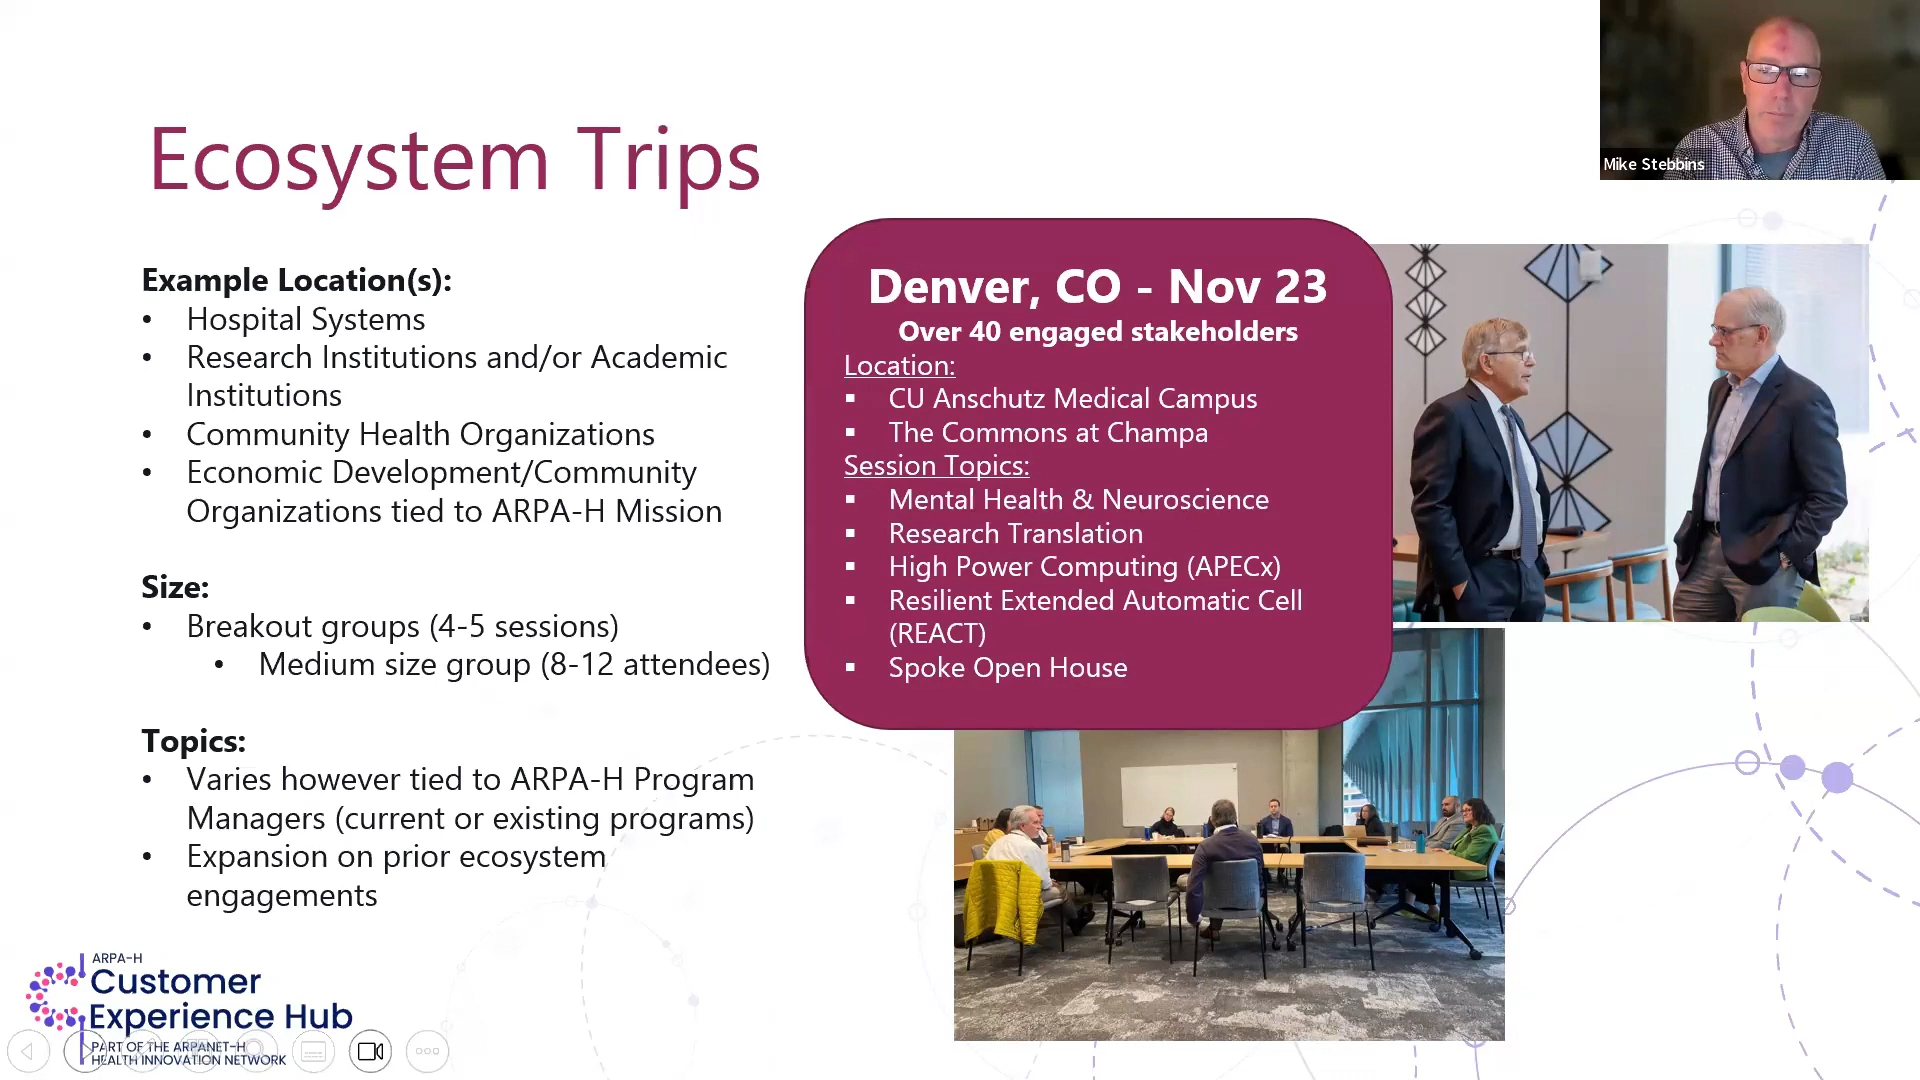 Mike Stebbins
Ecosystem Trips
Example Location(s):
• Hospital Systems
• Research Institutions and/or Academic
Institutions
• Community Health Organizations
• Economic Development/Community
Organizations tied to ARPA-H Mission
Size:
• Breakout groups (4-5 sessions)
• Medium size group (8-12 attendees)
Topics:
• Varies however tied to ARPA-H Program
Managers (current or existing programs)
• Expansion on prior ecosystem
engagements
Denver, CO - Nov 23
Over 40 engaged stakeholders
Location:
▪ CU Anschutz Medical Campus
▪ The Commons at Champa
Session Topics:
▪ Mental Health & Neuroscience
▪ Research Translation
▪ High Power Computing (APECx)
▪ Resilient Extended Automatic Cell
(REACT)
▪ Spoke Open House
ARPA-H
Customer
Experience Hub
PART OF THE ARPANET-H
HEALTH INNOVATION NETWORK